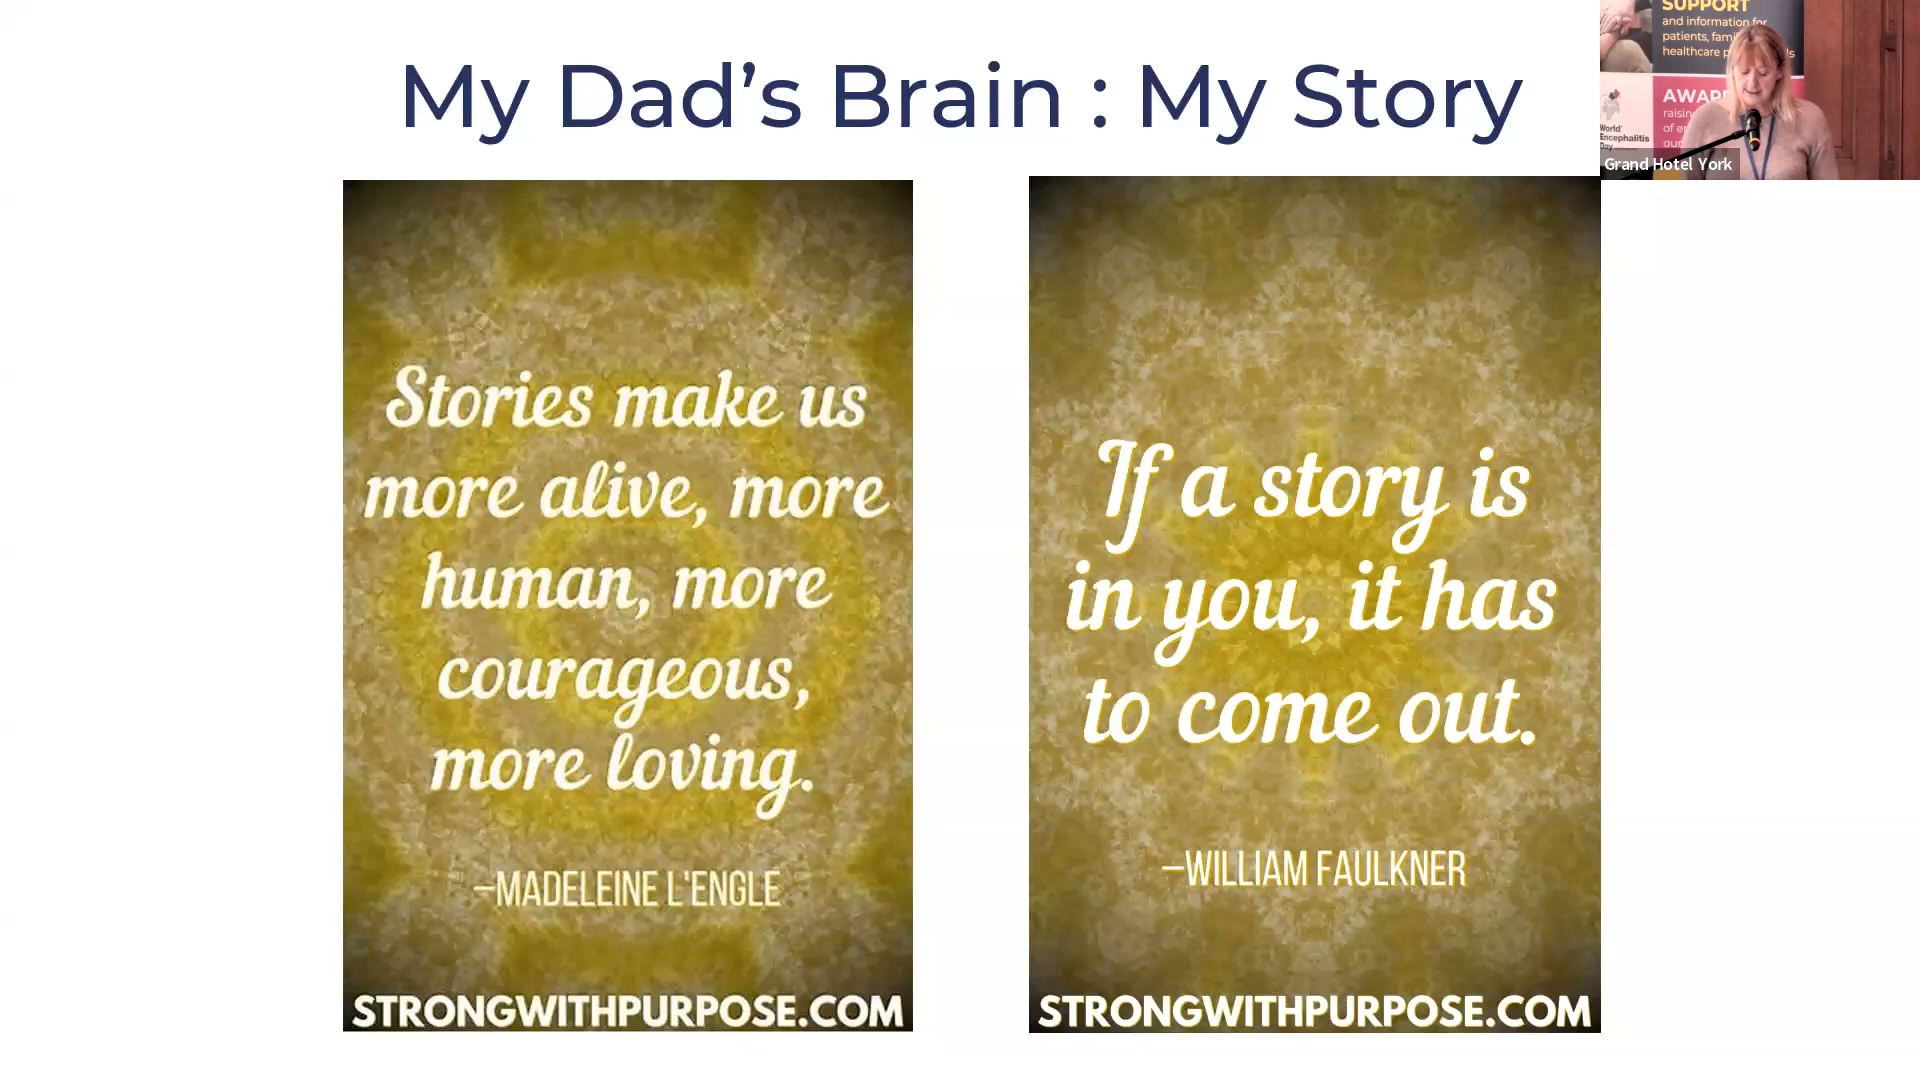 My Dad’s Brain : My Story
Stories make us
more alive, more
human, more
courageous,
more loving.
–MADELEINE L'ENGLE
STRONGWITHPURPOSE.COM
If a story is
in you, it has
to come out.
–WILLIAM FAULKNER
STRONGWITHPURPOSE.COM
SUPPORT
and information for
patients,
healthcare
World
Encephalitis
Day
Grand Hotel York